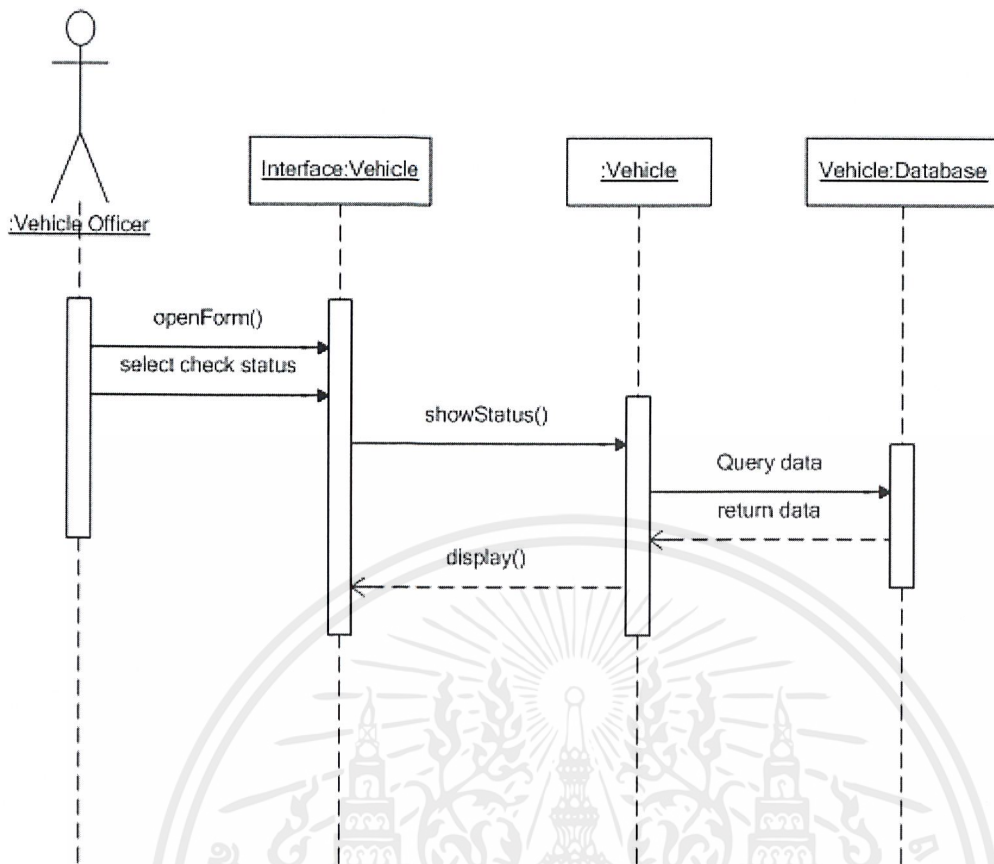 :Vehicle Officer
Interface:Vehicle
:Vehicle
Vehicle:Database
openForm()
select check status
showStatus()
Query data
return data
display()